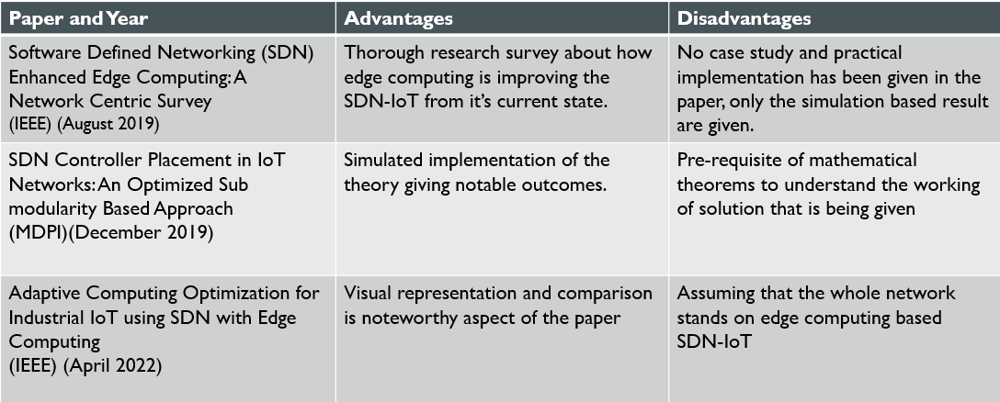 Paper and Year
Advantages
Disadvantages
Software Defined Networking (SDN)
Enhanced Edge Computing: A
Network Centric Survey
(IEEE) (August 2019)
Thorough research survey about how
edge computing is improving the
SDN-IoT from it's current state.
No case study and practical
implementation has been given in the
paper, only the simulation based result
are given.
SDN Controller Placement in IoT
Networks: An Optimized Sub
modularity Based Approach
(MDPI)(December 2019)
Simulated implementation of the
theory giving notable outcomes.
Pre-requisite of mathematical
theorems to understand the working
of solution that is being given
Adaptive Computing Optimization for
Industrial IoT using SDN with Edge
Computing
(IEEE) (April 2022)
Visual representation and comparison
is noteworthy aspect of the paper
Assuming that the whole network
stands on edge computing based
SDN-IoT